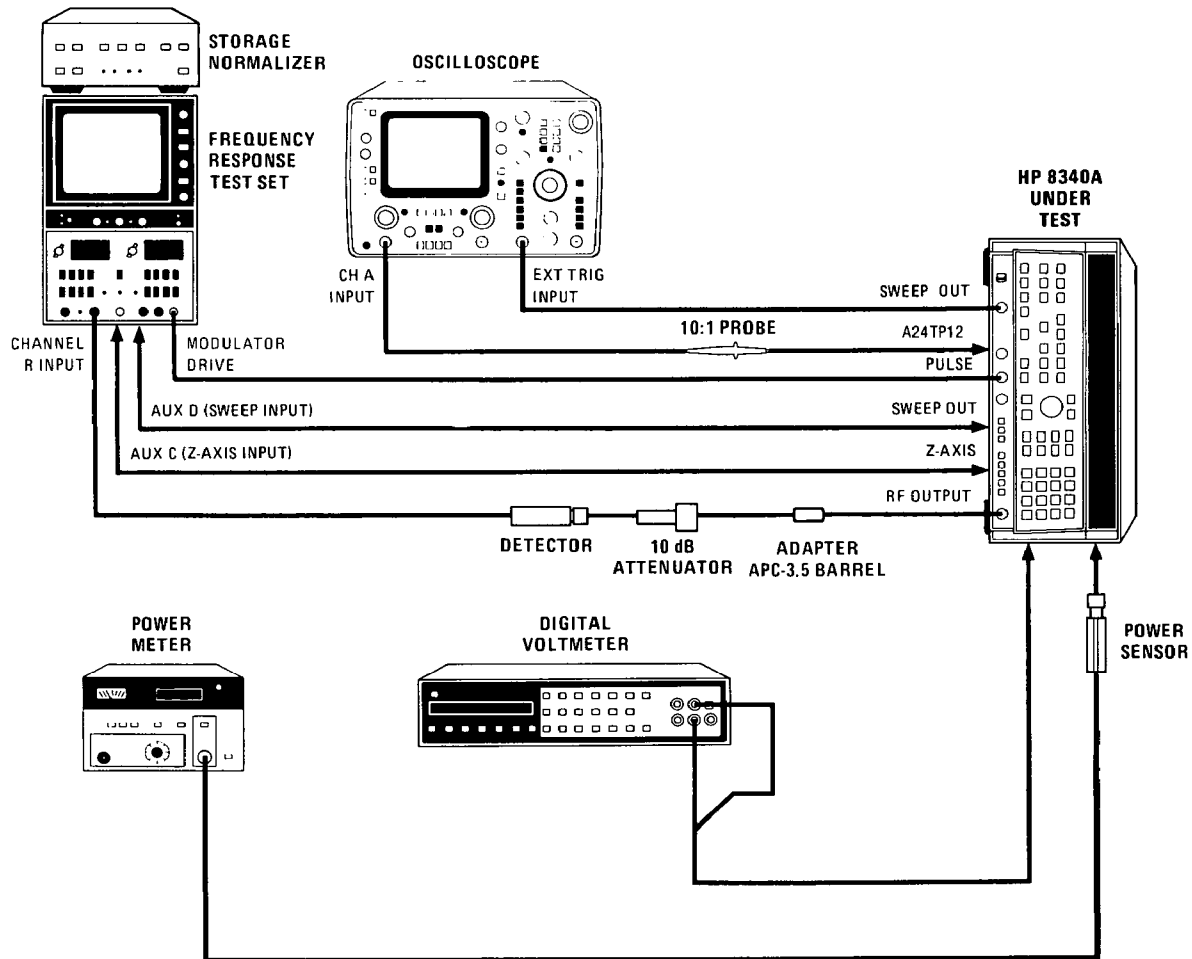 STORAGE
NORMALIZER
OSCILLOSCOPE
FREQUENCY
RESPONSE
TEST SET
HP 8340A
UNDER
TEST
CH A
INPUT
EXT TRIG
INPUT
SWEEP OUT
10:1 PROBE
A24TP12
CHANNEL
R INPUT
MODULATOR
DRIVE
PULSE
AUX D (SWEEP INPUT)
SWEEP OUT
AUX C (Z-AXIS INPUT)
Z-AXIS
RF OUTPUT
DETECTOR
10 dB
ATTENUATOR
ADAPTER
APC-3.5 BARREL
POWER
METER
DIGITAL
VOLTMETER
POWER
SENSOR